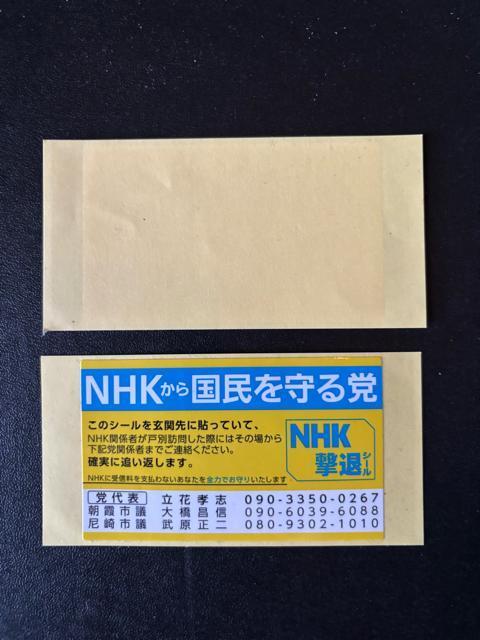 NHKから国民を守る党
このシールを玄関先に貼っていて、
NHK関係者が戸別訪問した際にはその場から
下記党関係者までご連絡ください。
確実に追い返します。
NHKに受信料を支払わないあなたを全力でお守りいたします
NHK
撃退シール
党代表 立花孝志 090-3350-0267
朝霞市議 大橋昌信 090-6039-6088
尼崎市議 武原正二 080-9302-1010